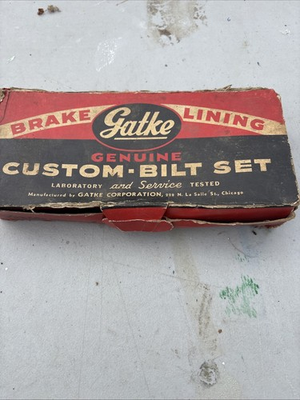 BRAKE Gatke LINING
GENUINE
CUSTOM-BILT SET
LABORATORY and Service TESTED
Manufactured by GATKE CORPORATION, N. La Salle St., Chicago